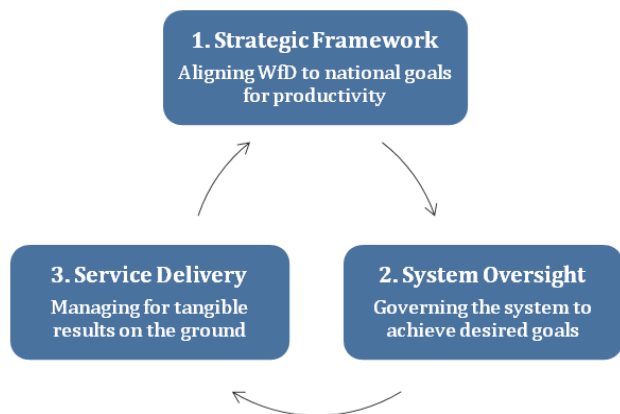 1. Strategic Framework
Aligning WfD to national goals
for productivity
2. System Oversight
Governing the system to
achieve desired goals
3. Service Delivery
Managing for tangible
results on the ground